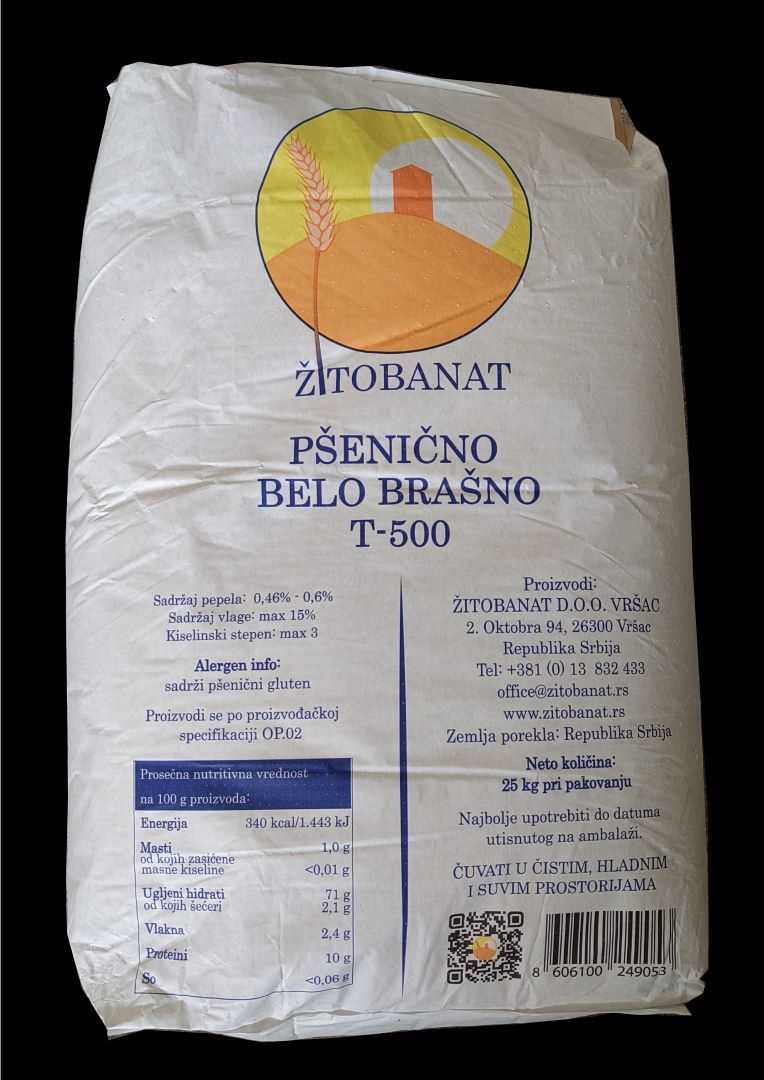 ŽITOBANAT
PŠENIČNO
BELO BRAŠNO
T-500
Sadržaj pepela: 0,46% - 0,6%
Sadržaj vlage: max 15%
Kiselinski stepen: max 3
Alergen info:
sadrži pšenični gluten
Proizvodi se po proizvođačkoj
specifikaciji OP.02
Prosečna nutritivna vrednost
na 100 g proizvoda:
Energija 340 kcal/1.443 kJ
Masti 1,0 g
od kojih zasićene
masne kiseline <0,01 g
Ugljeni hidrati 71 g
od kojih šećeri 2,1 g
Vlakna 2,4 g
Proteini 10 g
So <0,06 g
Proizvodi:
ŽITOBANAT D.O.O. VRŠAC
2. Oktobra 94, 26300 Vršac
Republika Srbija
Tel: +381 (0) 13 832 433
office@zitobanat.rs
www.zitobanat.rs
Zemlja porekla: Republika Srbija
Neto količina:
25 kg pri pakovanju
Najbolje upotrebiti do datuma
utisnutog na ambalaži.
ČUVATI U ČISTIM, HLADNIM
I SUVIM PROSTORIJAMA
8 606100 249053